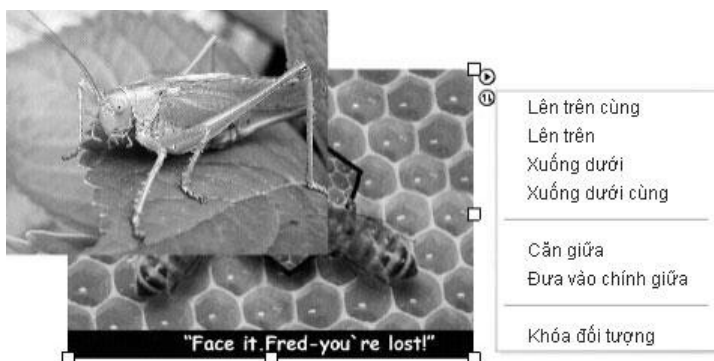 Lên trên cùng
Lên trên
Xuống dưới
Xuống dưới cùng
Căn giữa
Đưa vào chính giữa
Khóa đối tượng
"Face it.Fred-you`re lost!"